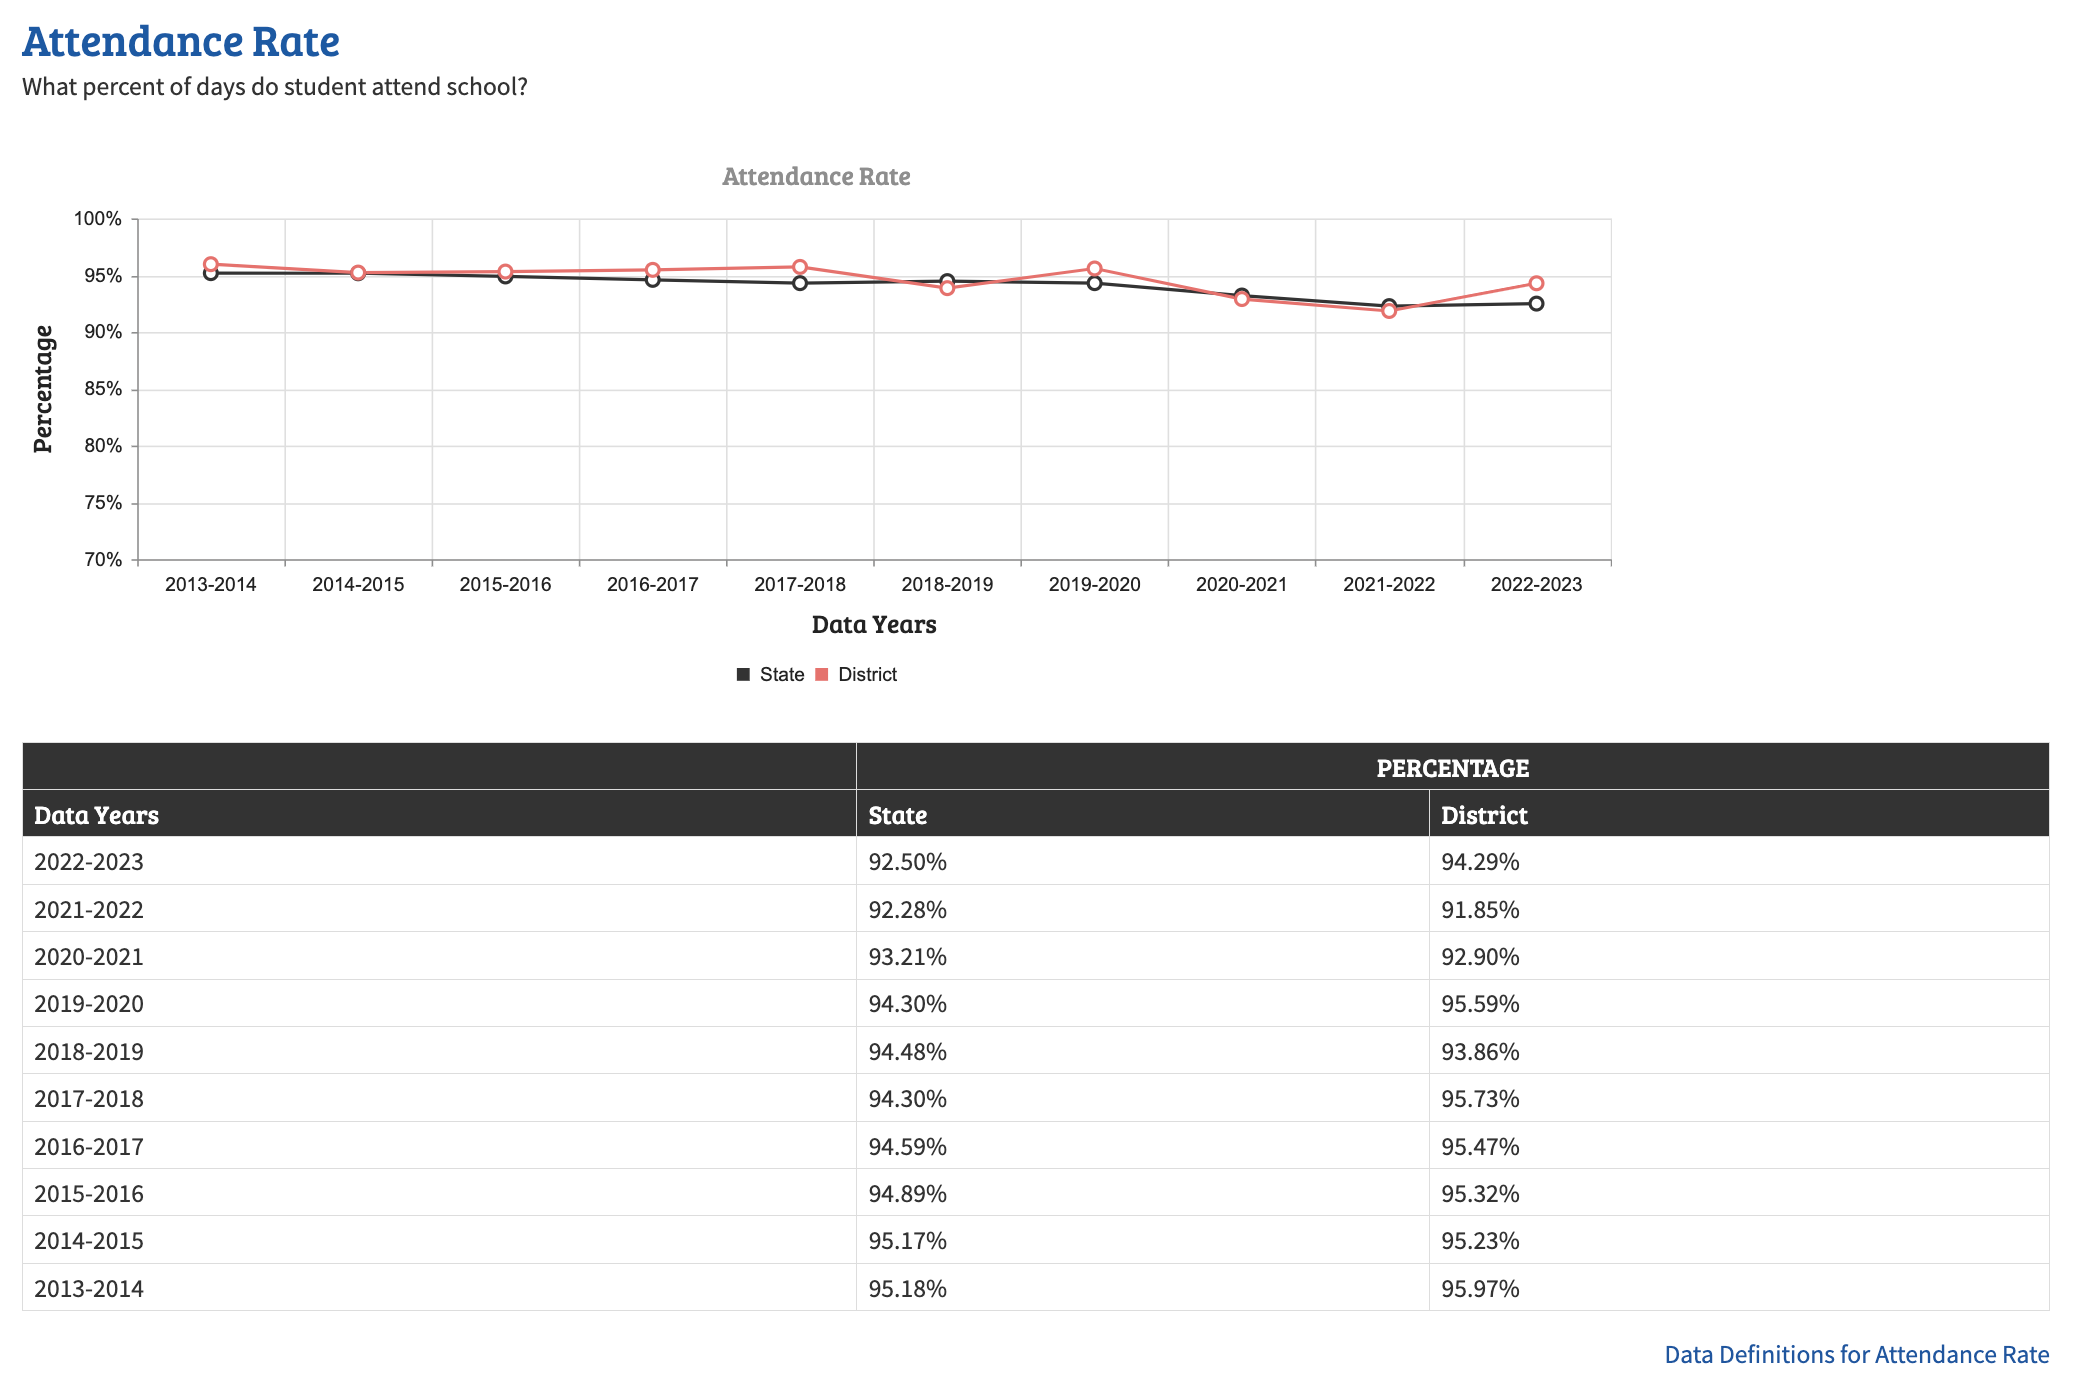 Attendance Rate
What percent of days do student attend school?
Attendance Rate
100%
95%
90%
85%
80%
75%
70%
Percentage
2013-2014 2014-2015 2015-2016 2016-2017 2017-2018 2018-2019 2019-2020 2020-2021 2021-2022 2022-2023
Data Years
State District
PERCENTAGE
Data Years State District
2022-2023 92.50% 94.29%
2021-2022 92.28% 91.85%
2020-2021 93.21% 92.90%
2019-2020 94.30% 95.59%
2018-2019 94.48% 93.86%
2017-2018 94.30% 95.73%
2016-2017 94.59% 95.47%
2015-2016 94.89% 95.32%
2014-2015 95.17% 95.23%
2013-2014 95.18% 95.97%
Data Definitions for Attendance Rate